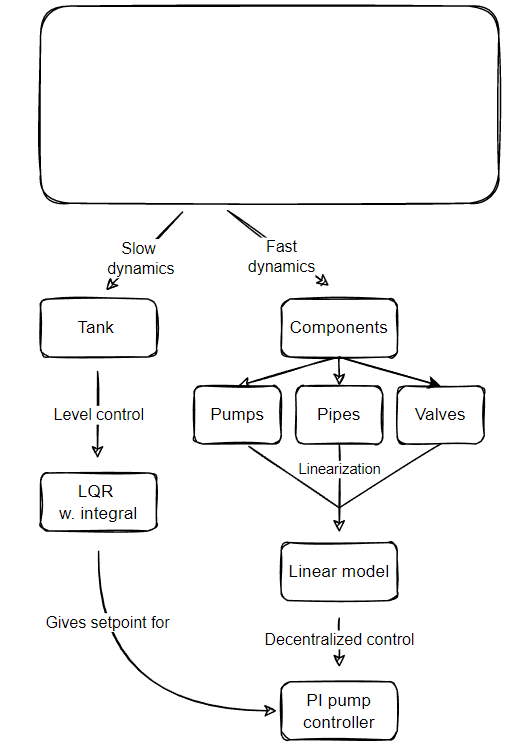 Slow
dynamics
Fast
dynamics
Tank
Components
Level control
Pumps
Pipes
Valves
Linearization
LQR
w. integral
Linear model
Gives setpoint for
Decentralized control
PI pump
controller